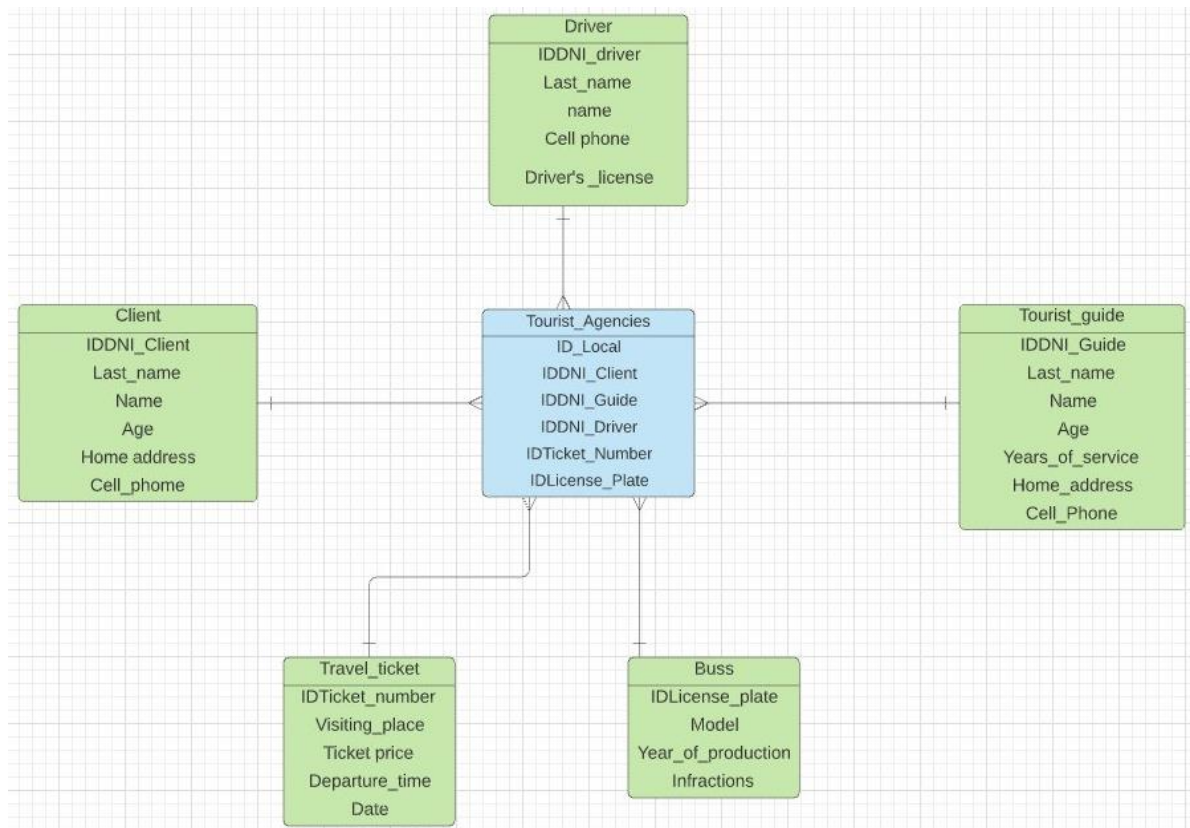 Driver
IDDNI_driver
Last_name
name
Cell phone
Driver's _license
Client
IDDNI_Client
Last_name
Name
Age
Home address
Cell_phome
Tourist_Agencies
ID_Local
IDDNI_Client
IDDNI_Guide
IDDNI_Driver
IDTicket_Number
IDLicense_Plate
Tourist_guide
IDDNI_Guide
Last_name
Name
Age
Years_of_service
Home_address
Cell_Phone
Travel_ticket
IDTicket_number
Visiting_place
Ticket price
Departure_time
Date
Buss
IDLicense_plate
Model
Year_of_production
Infractions